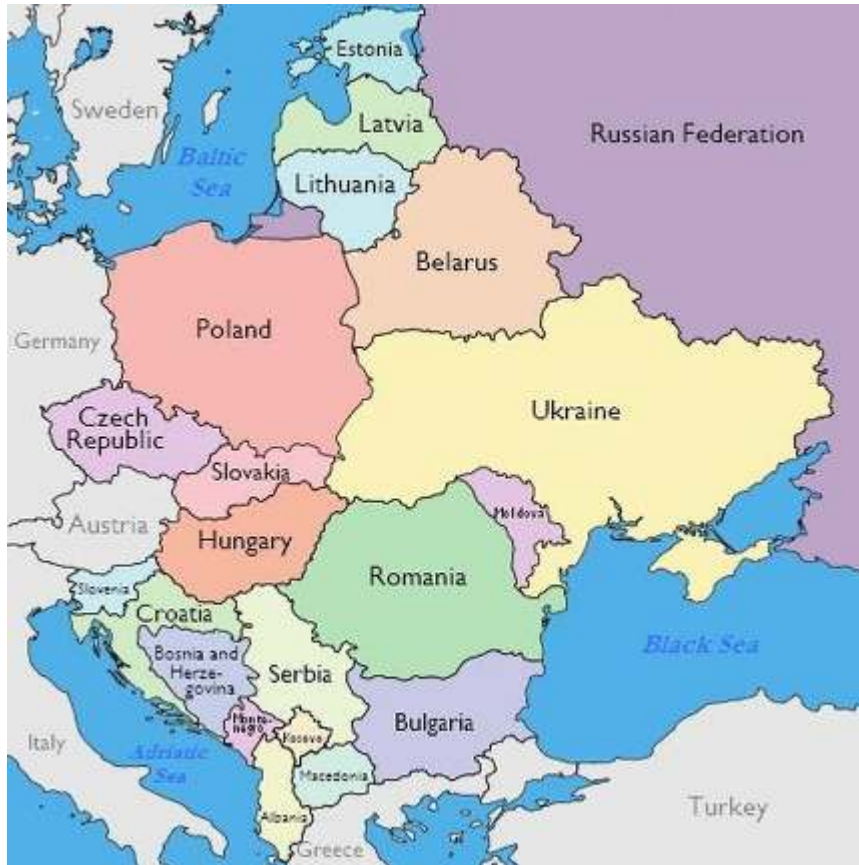 Estonia
Sweden
Latvia
Russian Federation
Baltic
Sea
Lithuania
Belarus
Poland
Germany
Ukraine
Czech
Republic
Slovakia
Moldova
Austria
Hungary
Romania
Slovenia
Croatia
Black Sea
Bosnia and
Herze-
govina
Serbia
Monte-
negro
Bulgaria
Kosovo
Italy
Adriatic
Sea
Macedonia
Turkey
Albania
Greece